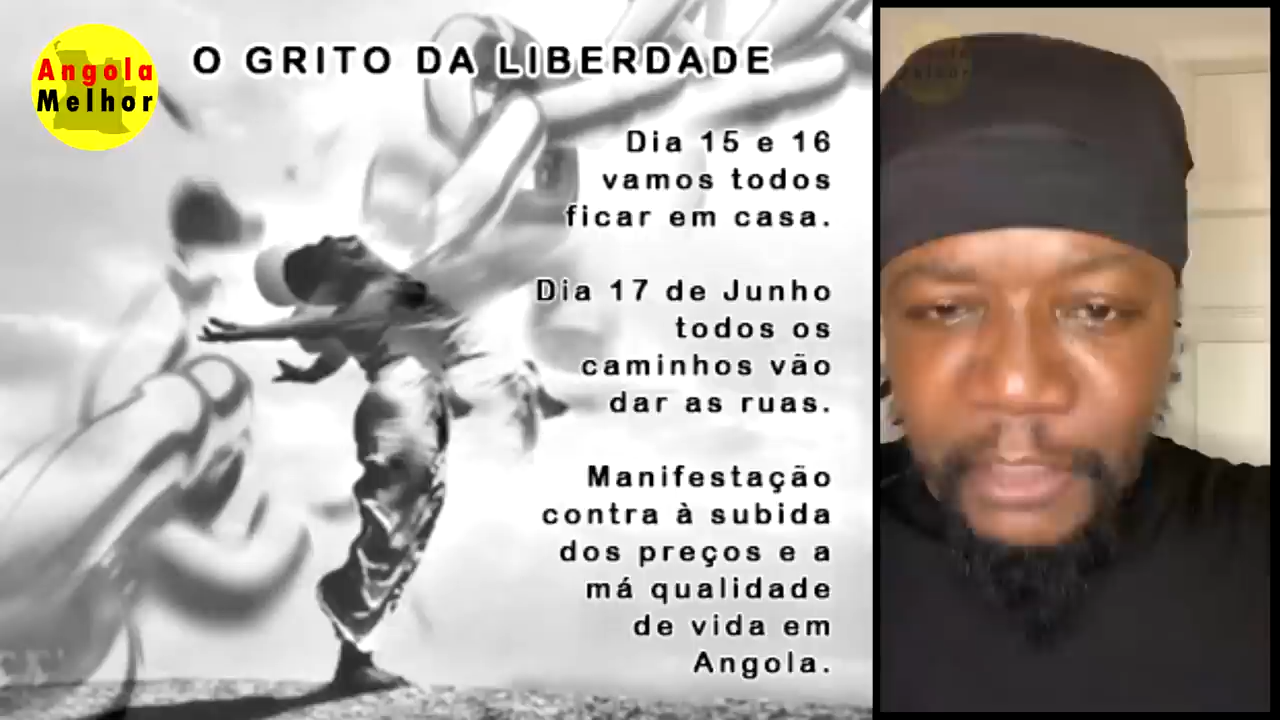 Angola
Melhor
O GRITO DA LIBERDADE
Dia 15 e 16
vamos todos
ficar em casa.
Dia 17 de Junho
todos os
caminhos vão
dar as ruas.
Manifestação
contra à subida
dos preços e a
má qualidade
de vida em
Angola.